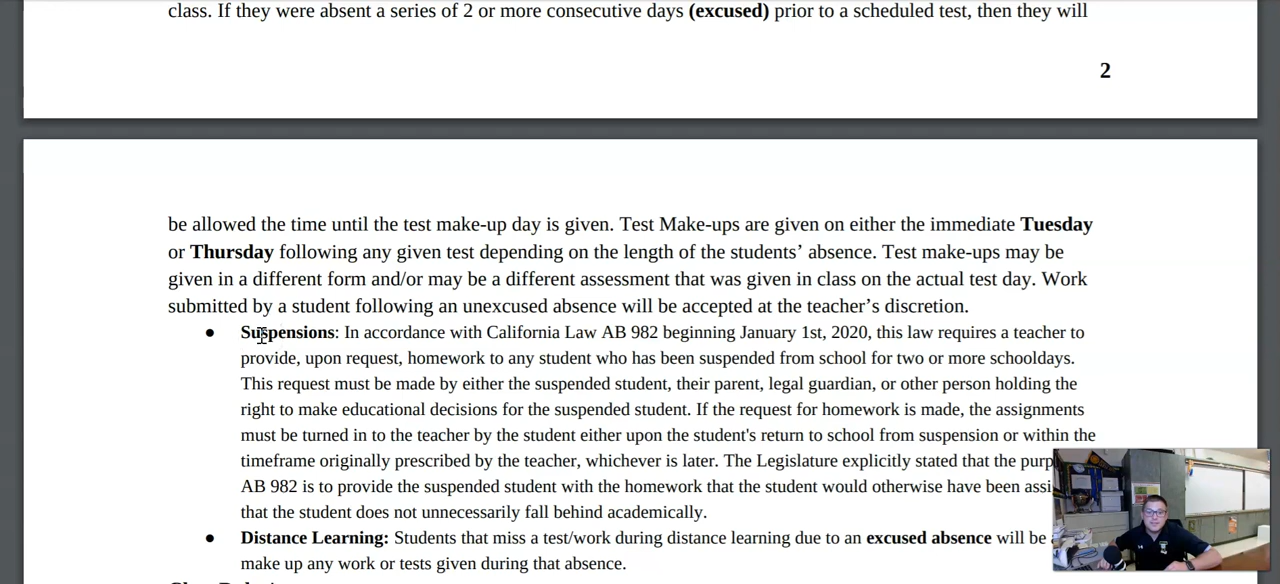 class. If they were absent a series of 2 or more consecutive days (excused) prior to a scheduled test, then they will
2
be allowed the time until the test make-up day is given. Test Make-ups are given on either the immediate Tuesday
or Thursday following any given test depending on the length of the students’ absence. Test make-ups may be
given in a different form and/or may be a different assessment that was given in class on the actual test day. Work
submitted by a student following an unexcused absence will be accepted at the teacher’s discretion.
● Suspensions: In accordance with California Law AB 982 beginning January 1st, 2020, this law requires a teacher to
provide, upon request, homework to any student who has been suspended from school for two or more schooldays.
This request must be made by either the suspended student, their parent, legal guardian, or other person holding the
right to make educational decisions for the suspended student. If the request for homework is made, the assignments
must be turned in to the teacher by the student either upon the student's return to school from suspension or within the
timeframe originally prescribed by the teacher, whichever is later. The Legislature explicitly stated that the purp
AB 982 is to provide the suspended student with the homework that the student would otherwise have been assi
that the student does not unnecessarily fall behind academically.
● Distance Learning: Students that miss a test/work during distance learning due to an excused absence will be
make up any work or tests given during that absence.